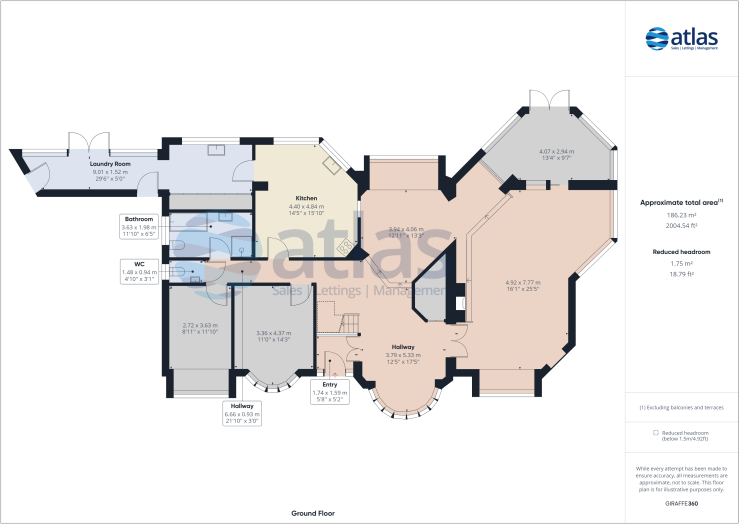 atlas
Sales | Lettings | Management
4.07 x 2.94 m
13'4" x 9'7"
Laundry Room
9.01 x 1.52 m
29'6" x 5'0"
Kitchen
4.40 x 4.84 m
14'5" x 15'10"
Bathroom
3.63 x 1.98 m
11'10" x 6'5"
3.94 x 4.06 m
12'11" x 13'3"
atlas
Sales | Lettings | Management
WC
1.48 x 0.94 m
4'10" x 3'1"
4.92 x 7.77 m
16'1" x 25'5"
2.72 x 3.63 m
8'11" x 11'10"
3.36 x 4.37 m
11'0" x 14'3"
Hallway
3.79 x 5.33 m
12'5" x 17'5"
Entry
1.74 x 1.59 m
5'8" x 5'2"
Hallway
6.66 x 0.93 m
21'10" x 3'0"
Ground Floor
Approximate total area(1)
186.23 m²
2004.54 ft²
Reduced headroom
1.75 m²
18.79 ft²
(1) Excluding balconies and terraces
Reduced headroom
(below 1.5m/4.92ft)
While every attempt has been made to
ensure accuracy, all measurements are
approximate, not to scale. This floor
plan is for illustrative purposes only.
GIRAFFE360